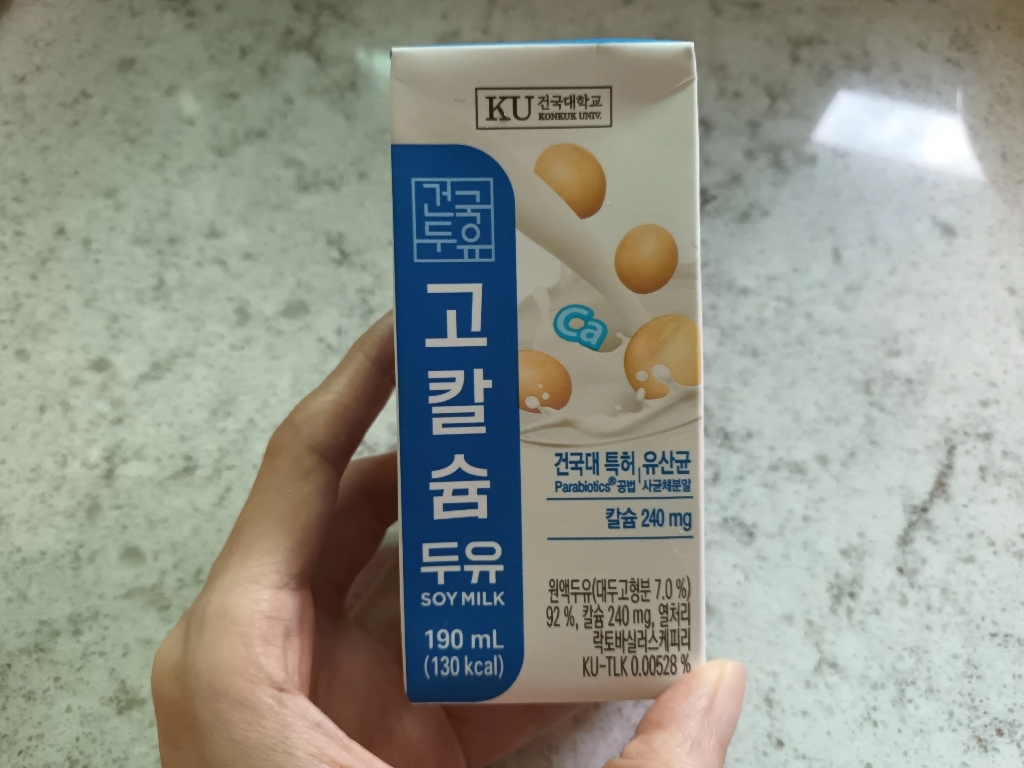 KU 건국대학교
KONKUK UNIV.
건국
두유
고
칼
슘
두유
SOY MILK
190 mL
(130 kcal)
Ca
건국대 특허 유산균
Parabiotics® 공법 사균체분말
칼슘 240 mg
원액두유(대두고형분 7.0 %)
92 %, 칼슘 240 mg, 열처리
락토바실러스케피리
KU-TLK 0.00528 %